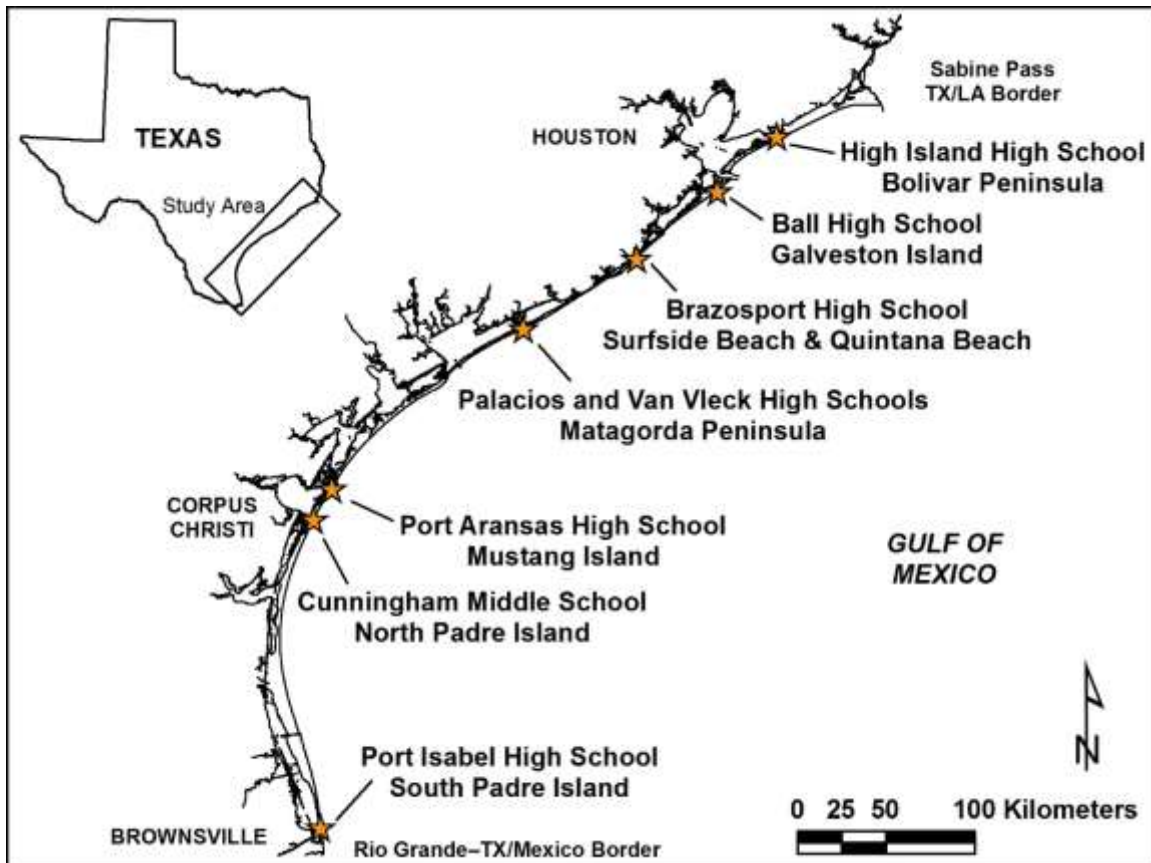 TEXAS
Study Area
Sabine Pass
TX/LA Border
HOUSTON
High Island High School
Bolivar Peninsula
Ball High School
Galveston Island
Brazosport High School
Surfside Beach & Quintana Beach
Palacios and Van Vleck High Schools
Matagorda Peninsula
CORPUS
CHRISTI
Port Aransas High School
Mustang Island
GULF OF
MEXICO
Cunningham Middle School
North Padre Island
Port Isabel High School
South Padre Island
N
0 25 50 100 Kilometers
BROWNSVILLE
Rio Grande–TX/Mexico Border